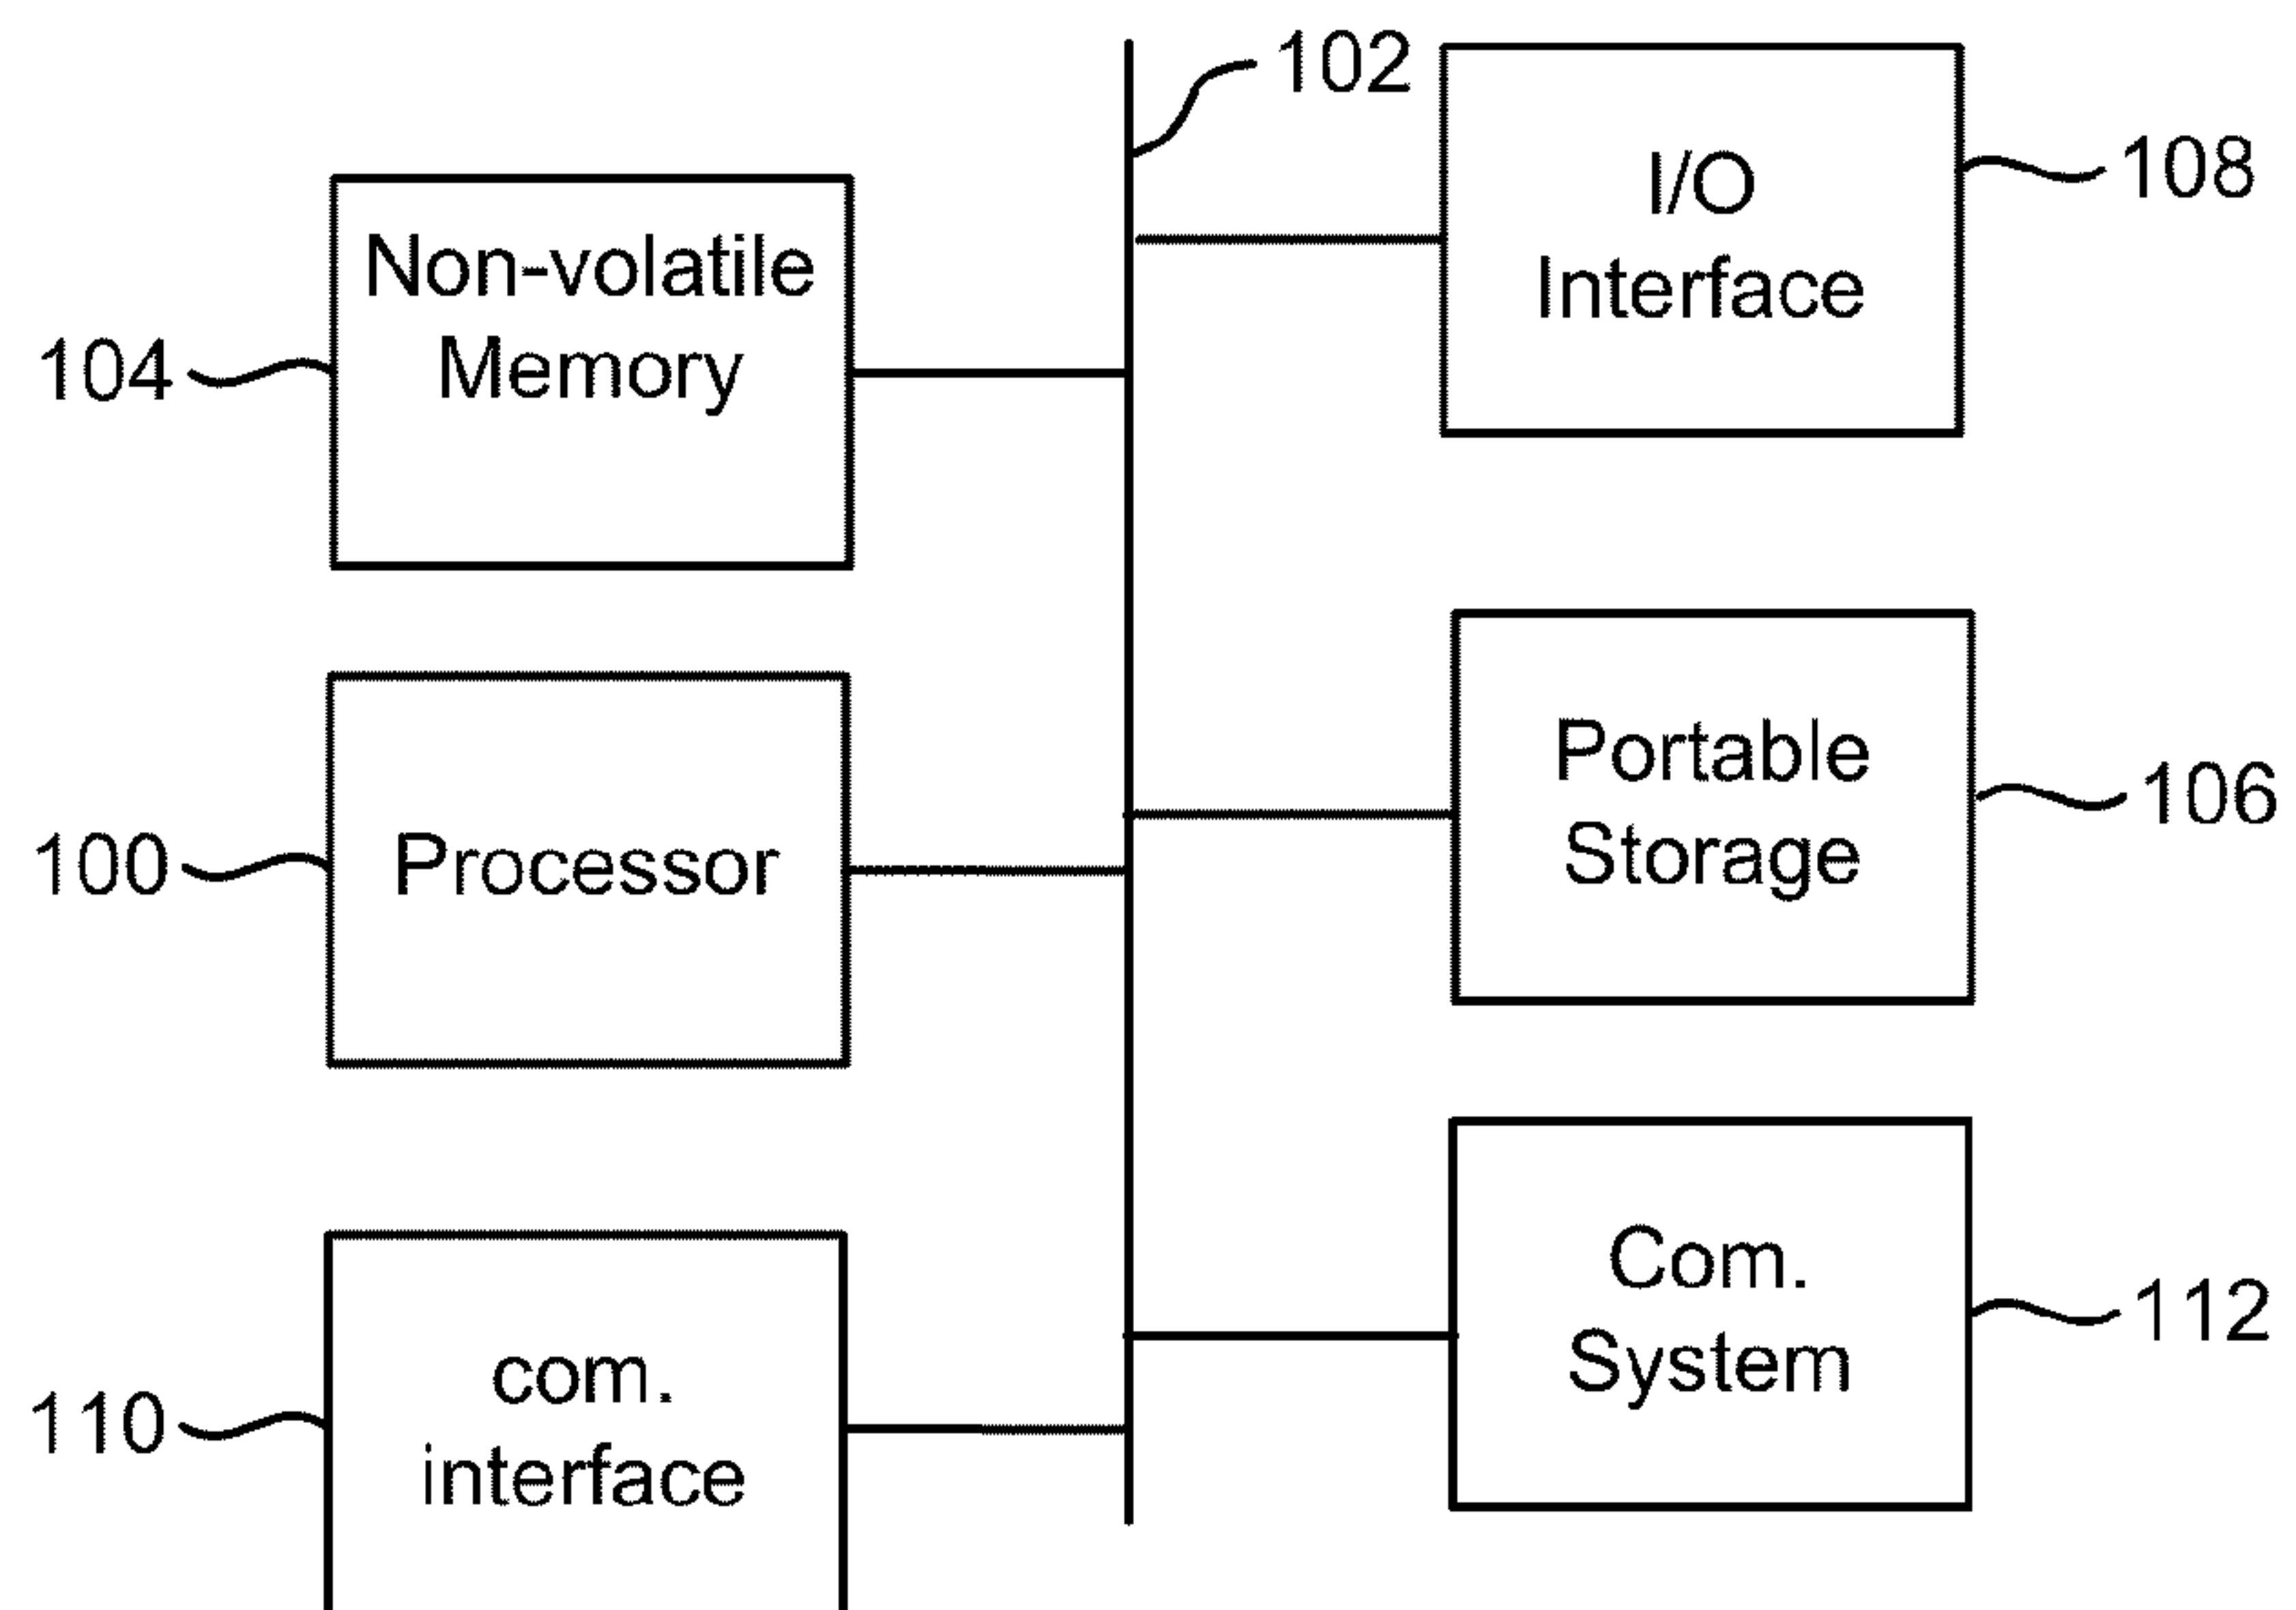 102
I/O
Interface
108
Non-volatile
Memory
104
Portable
Storage
106
100
Processor
Com.
System
112
com.
interface
110